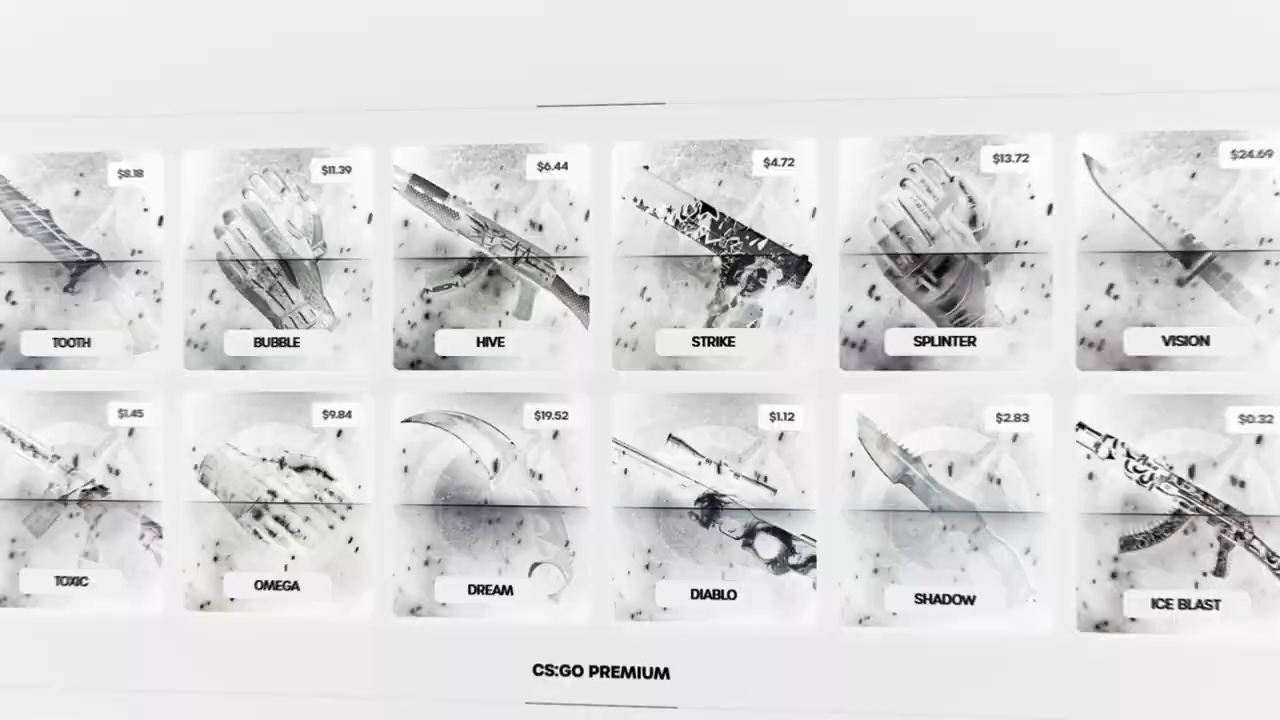 $8.18
$11.39
$6.44
$4.72
$13.72
$24.69
TOOTH
BUBBLE
HIVE
STRIKE
SPLINTER
VISION
$1.45
$9.84
$19.52
$1.12
$2.83
$0.32
TOXIC
OMEGA
DREAM
DIABLO
SHADOW
ICE BLAST
CS:GO PREMIUM